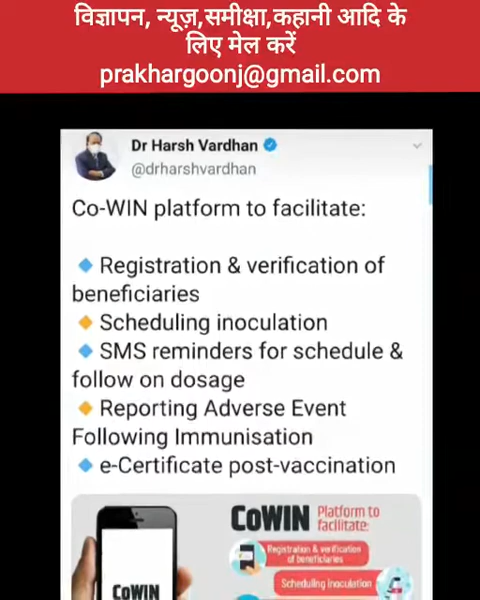 विज्ञापन, न्यूज़,समीक्षा,कहानी आदि के
लिए मेल करें
prakhargoonj@gmail.com
Dr Harsh Vardhan
@drharshvardhan
Co-WIN platform to facilitate:
Registration & verification of
beneficiaries
Scheduling inoculation
SMS reminders for schedule &
follow on dosage
Reporting Adverse Event
Following Immunisation
e-Certificate post-vaccination
CoWIN Platform to
facilitate:
Registration & verification
of beneficiaries
Scheduling Inoculation
CoWIN